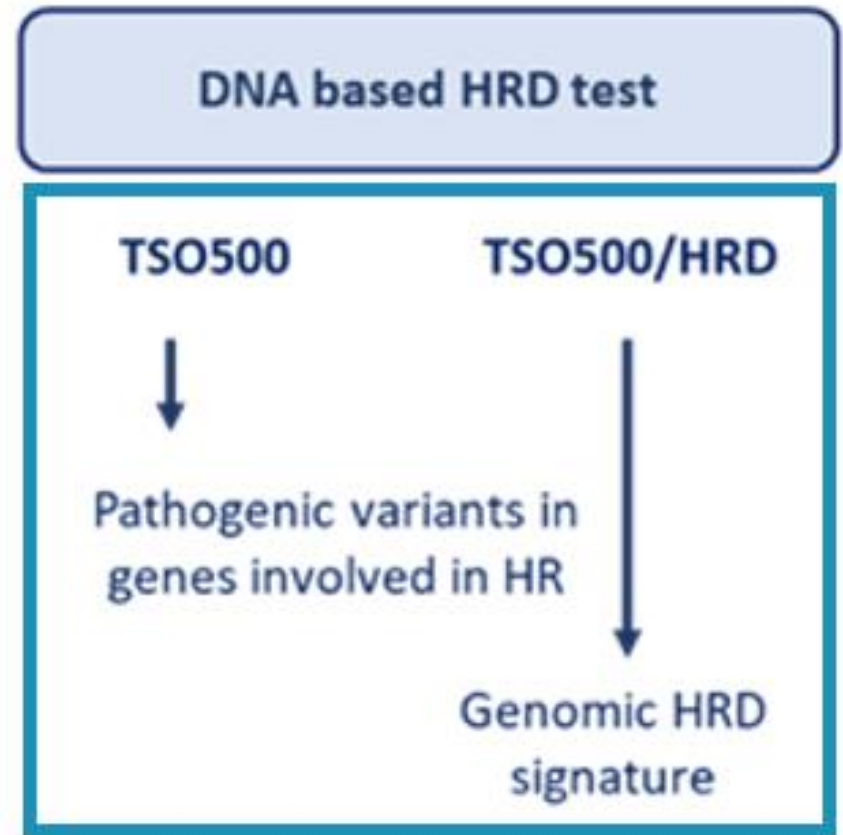 DNA based HRD test
TSO500
TSO500/HRD
Pathogenic variants in
genes involved in HR
Genomic HRD
signature